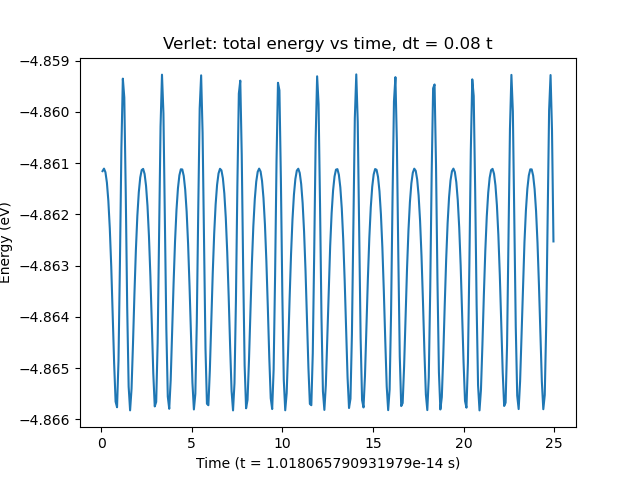 Verlet: total energy vs time, dt = 0.08 t
−4.859
−4.860
−4.861
−4.862
−4.863
−4.864
−4.865
−4.866
Energy (eV)
0 5 10 15 20 25
Time (t = 1.018065790931979e-14 s)